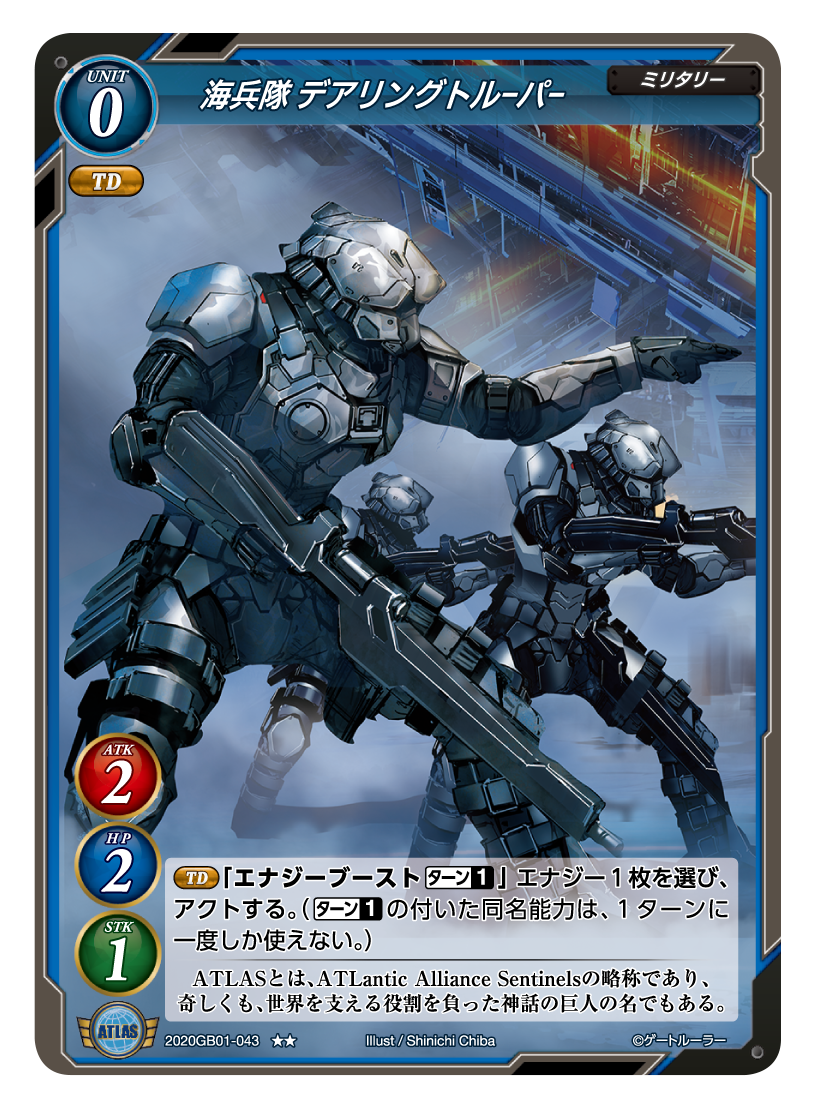 UNIT
0
海兵隊 デアリングトルーパー
ミリタリー
TD
ATK
2
HP
2
STK
1
TD「エナジーブースト ターン1」エナジー1枚を選び、
アクトする。(ターン1の付いた同名能力は、1ターンに
一度しか使えない。)
ATLASとは、ATLantic Alliance Sentinelsの略称であり、
奇しくも、世界を支える役割を負った神話の巨人の名でもある。
ATLAS
2020GB01-043 ★★ Illust / Shinichi Chiba ©ゲートルーラー